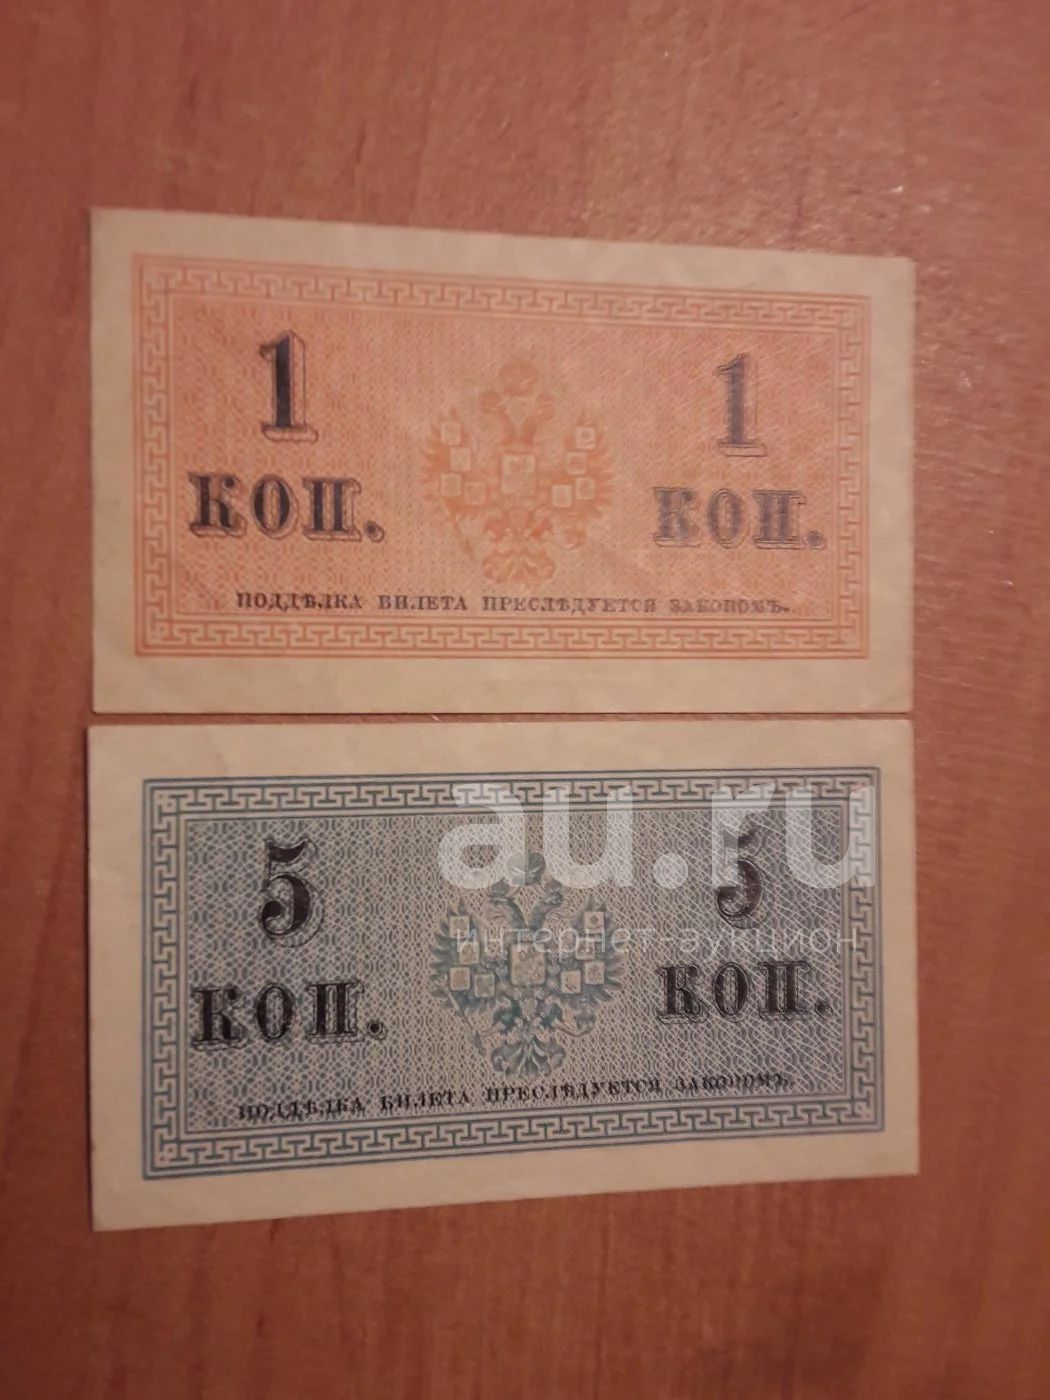 1 1
КОП. КОП.
ПОДДѢЛКА БИЛЕТА ПРЕСЛѢДУЕТСЯ ЗАКОНОМЪ.
au.ru
5 5
интернет-аукцион
КОП. КОП.
ПОДДѢЛКА БИЛЕТА ПРЕСЛѢДУЕТСЯ ЗАКОНОМЪ.